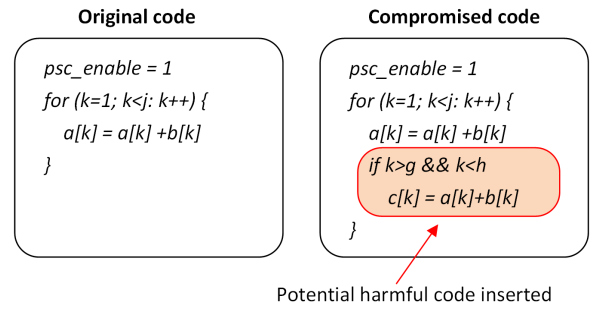 Original code
psc_enable = 1
for (k=1; k<j: k++) {
a[k] = a[k] +b[k]
}
Compromised code
psc_enable = 1
for (k=1; k<j: k++) {
a[k] = a[k] +b[k]
if k>g && k<h
c[k] = a[k]+b[k]
}
Potential harmful code inserted